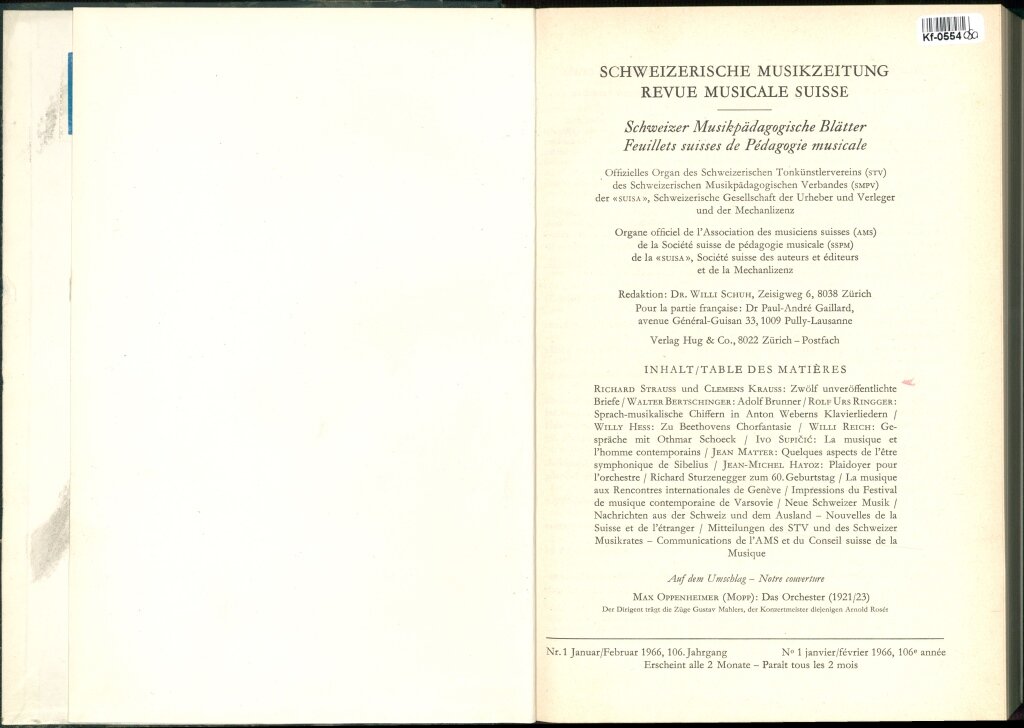 Kf-0554
SCHWEIZERISCHE MUSIKZEITUNG
REVUE MUSICALE SUISSE
Schweizer Musikpädagogische Blätter
Feuillets suisses de Pédagogie musicale
Offizielles Organ des Schweizerischen Tonkünstlervereins (STV)
des Schweizerischen Musikpädagogischen Verbandes (SMPV)
der «SUISA», Schweizerische Gesellschaft der Urheber und Verleger
und der Mechanlizenz
Organe officiel de l'Association des musiciens suisses (AMS)
de la Société suisse de pédagogie musicale (SSPM)
de la «SUISA», Société suisse des auteurs et éditeurs
et de la Mechanlizenz
Redaktion: DR. WILLI SCHUH, Zeisigweg 6, 8038 Zürich
Pour la partie française: Dr Paul-André Gaillard,
avenue Général-Guisan 33, 1009 Pully-Lausanne
Verlag Hug & Co., 8022 Zürich – Postfach
INHALT/TABLE DES MATIÈRES
RICHARD STRAUSS und CLEMENS KRAUSS: Zwölf unveröffentlichte
Briefe / WALTER BERTSCHINGER: Adolf Brunner / ROLF URS RINGGER:
Sprach-musikalische Chiffern in Anton Weberns Klavierliedern /
WILLY HESS: Zu Beethovens Chorfantasie / WILLI REICH: Ge-
spräche mit Othmar Schoeck / IVO SUPIČIĆ: La musique et
l'homme contemporains / JEAN MATTER: Quelques aspects de l'être
symphonique de Sibelius / JEAN-MICHEL HAYOZ: Plaidoyer pour
l'orchestre / Richard Sturzenegger zum 60. Geburtstag / La musique
aux Rencontres internationales de Genève / Impressions du Festival
de musique contemporaine de Varsovie / Neue Schweizer Musik /
Nachrichten aus der Schweiz und dem Ausland – Nouvelles de la
Suisse et de l'étranger / Mitteilungen des STV und des Schweizer
Musikrates – Communications de l'AMS et du Conseil suisse de la
Musique
Auf dem Umschlag – Notre couverture
MAX OPPENHEIMER (MOPP): Das Orchester (1921/23)
Der Dirigent trägt die Züge Gustav Mahlers, der Konzertmeister diejenigen Arnold Rosés
Nr. 1 Januar/Februar 1966, 106. Jahrgang Nº 1 janvier/février 1966, 106e année
Erscheint alle 2 Monate – Paraît tous les 2 mois